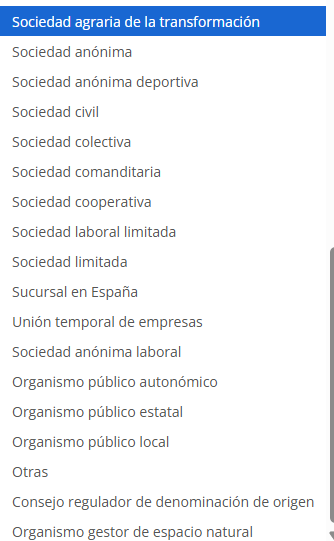 Sociedad agraria de la transformación
Sociedad anónima
Sociedad anónima deportiva
Sociedad civil
Sociedad colectiva
Sociedad comanditaria
Sociedad cooperativa
Sociedad laboral limitada
Sociedad limitada
Sucursal en España
Unión temporal de empresas
Sociedad anónima laboral
Organismo público autonómico
Organismo público estatal
Organismo público local
Otras
Consejo regulador de denominación de origen
Organismo gestor de espacio natural